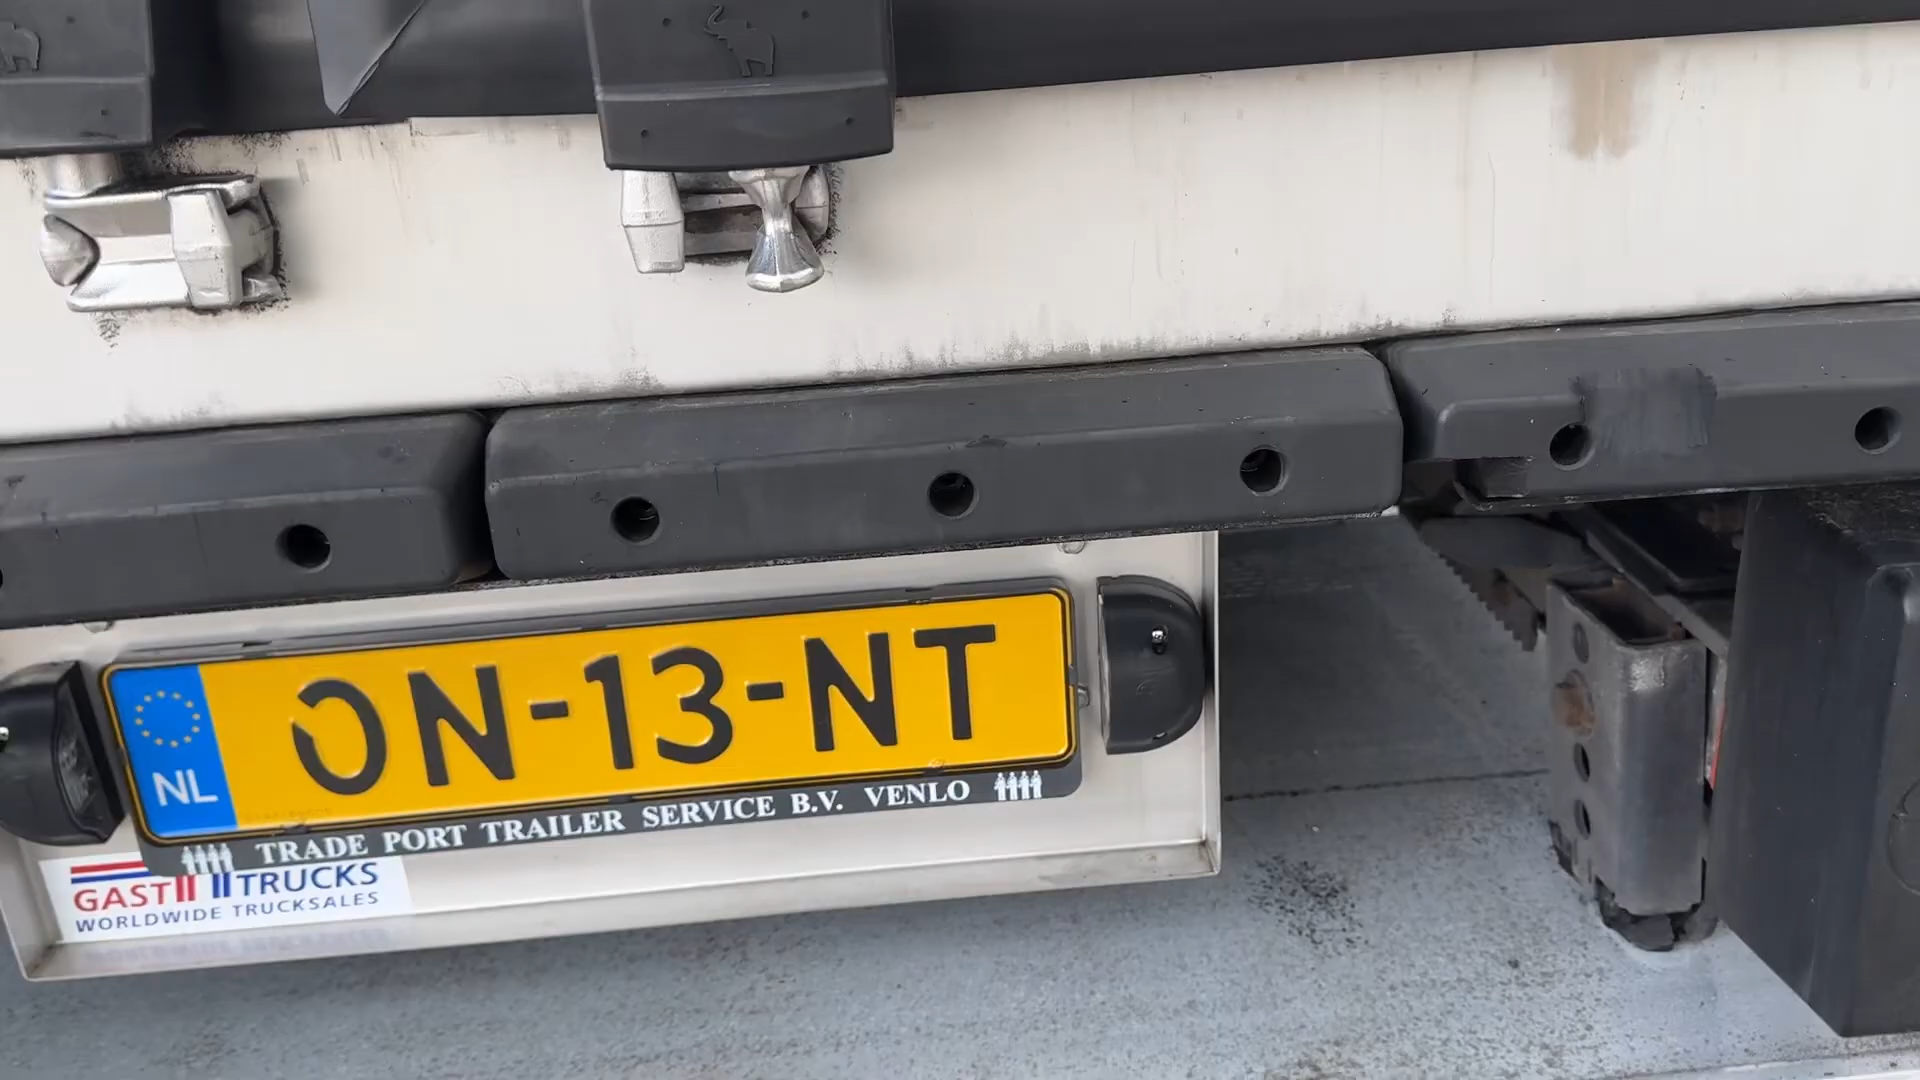 NL
ON-13-NT
TRADE PORT TRAILER SERVICE B.V. VENLO
GAST TRUCKS
WORLDWIDE TRUCKSALES